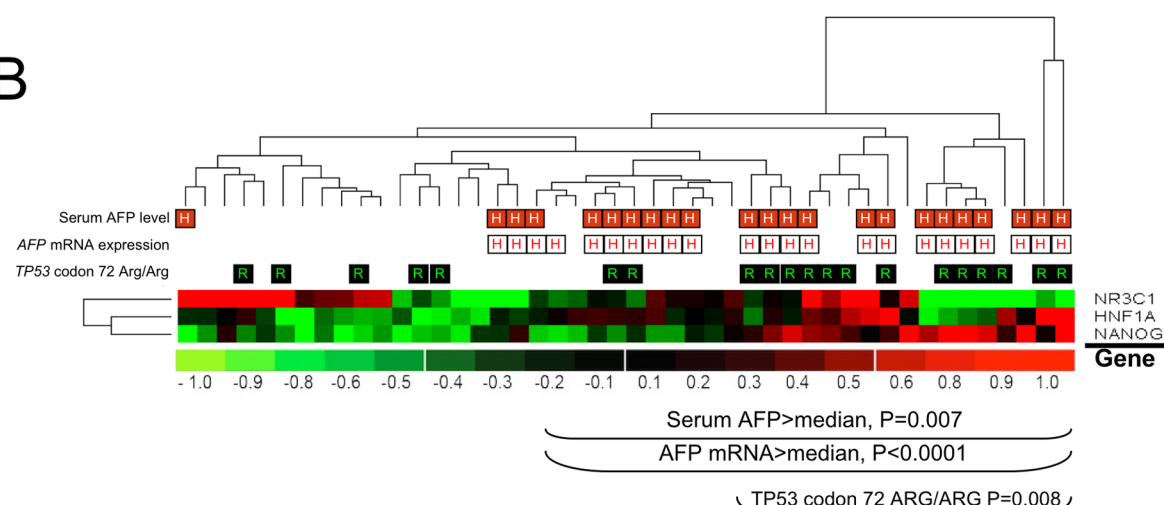 B
Serum AFP level H H H H H H H H H H H H H H H H H H H H H H H
AFP mRNA expression H H H H H H H H H H H H H H H H H H H H H H H
TP53 codon 72 Arg/Arg R R R R R R R R R R R R R R R R R R R R
NR3C1
HNF1A
NANOG
Gene
- 1.0 -0.9 -0.8 -0.6 -0.5 -0.4 -0.3 -0.2 -0.1 0.1 0.2 0.3 0.4 0.5 0.6 0.8 0.9 1.0
Serum AFP>median, P=0.007
AFP mRNA>median, P<0.0001
TP53 codon 72 ARG/ARG P=0.008